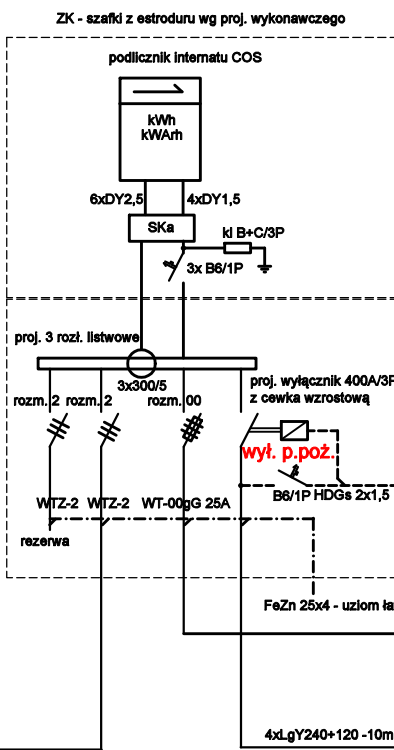 ZK - szafki z estroduru wg proj. wykonawczego
podlicznik internatu COS
kWh
kWArh
6xDY2,5
4xDY1,5
SKa
kl B+C/3P
3x B6/1P
proj. 3 rozł. listwowe
3x300/5
proj. wyłącznik 400A/3P
z cewka wzrostową
rozm. 2
rozm. 2
rozm. 00
wył. p.poż.
B6/1P
HDGs 2x1,5
WTZ-2
WTZ-2
WT-00gG 25A
rezerwa
FeZn 25x4 - uziom ła
4xLgY240+120 -10m